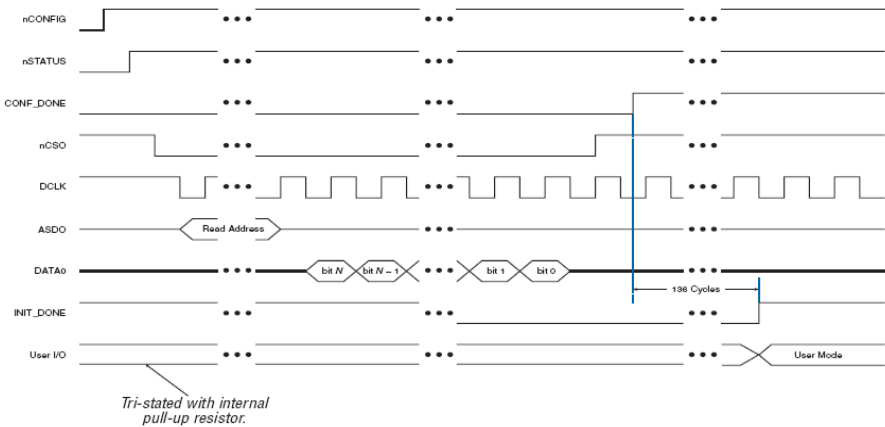 nCONFIG
nSTATUS
CONF_DONE
nCSO
DCLK
ASDO
Read Address
DATA0
bit N
bit N – 1
bit 1
bit 0
136 Cycles
INIT_DONE
User I/O
User Mode
Tri-stated with internal
pull-up resistor.